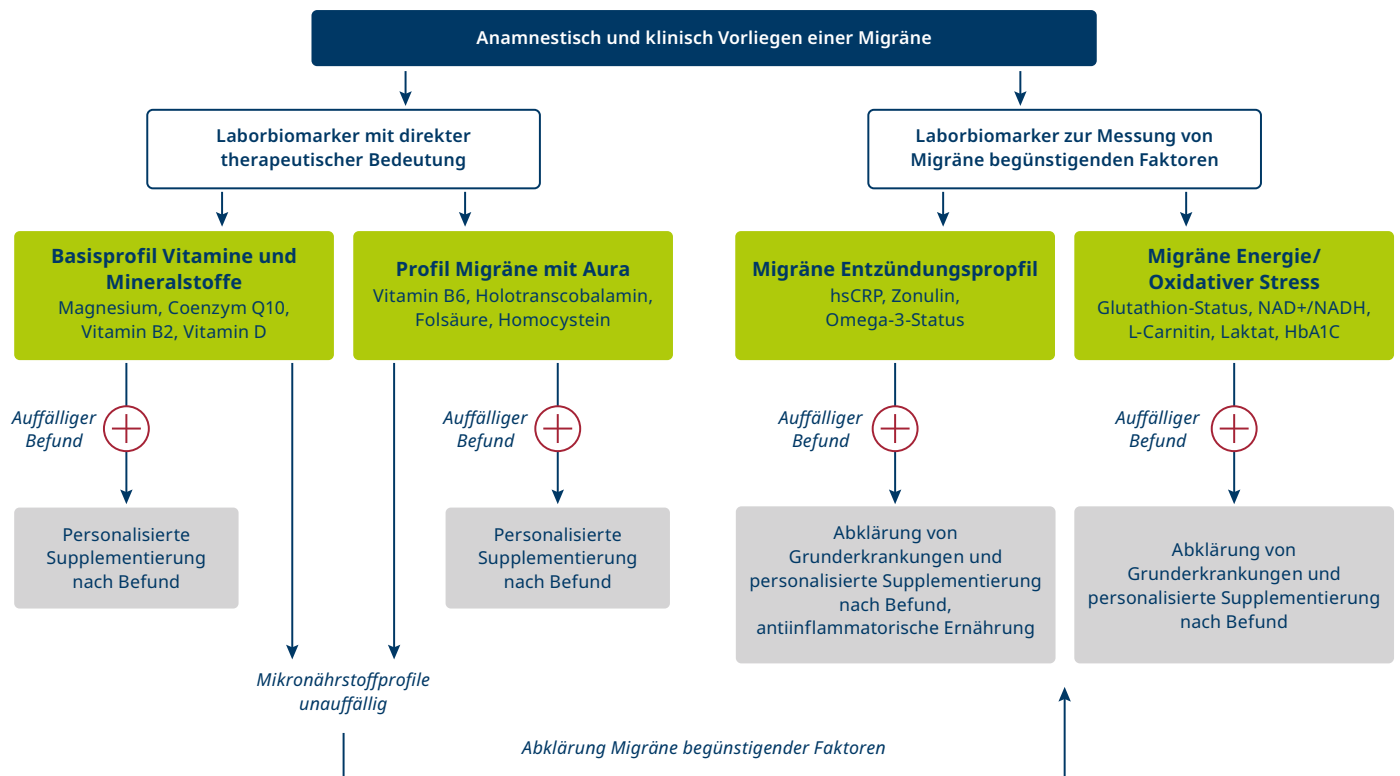 Anamnestisch und klinisch Vorliegen einer Migräne
Laborbiomarker mit direkter
therapeutischer Bedeutung
Laborbiomarker zur Messung von
Migräne begünstigenden Faktoren
Basisprofil Vitamine und
Mineralstoffe
Magnesium, Coenzym Q10,
Vitamin B2, Vitamin D
Profil Migräne mit Aura
Vitamin B6, Holotranscobalamin,
Folsäure, Homocystein
Migräne Entzündungspropfil
hsCRP, Zonulin,
Omega-3-Status
Migräne Energie/
Oxidativer Stress
Glutathion-Status, NAD+/NADH,
L-Carnitin, Laktat, HbA1C
Auffälliger
Befund
Auffälliger
Befund
Auffälliger
Befund
Auffälliger
Befund
Personalisierte
Supplementierung
nach Befund
Personalisierte
Supplementierung
nach Befund
Abklärung von
Grunderkrankungen und
personalisierte Supplementierung
nach Befund,
antiinflammatorische Ernährung
Abklärung von
Grunderkrankungen und
personalisierte Supplementierung
nach Befund
Mikronährstoffprofile
unauffällig
Abklärung Migräne begünstigender Faktoren